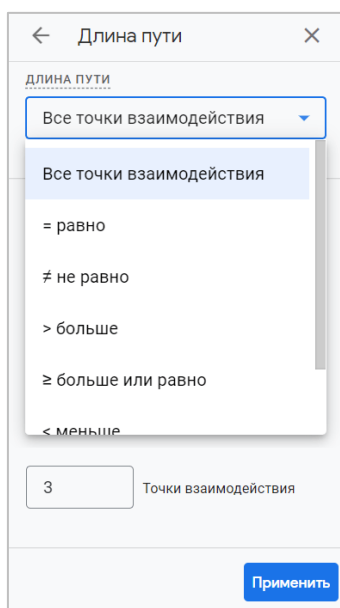 Длина пути
ДЛИНА ПУТИ
Все точки взаимодействия
Все точки взаимодействия
= равно
≠ не равно
> больше
≥ больше или равно
< меньше
3 Точки взаимодействия
Применить